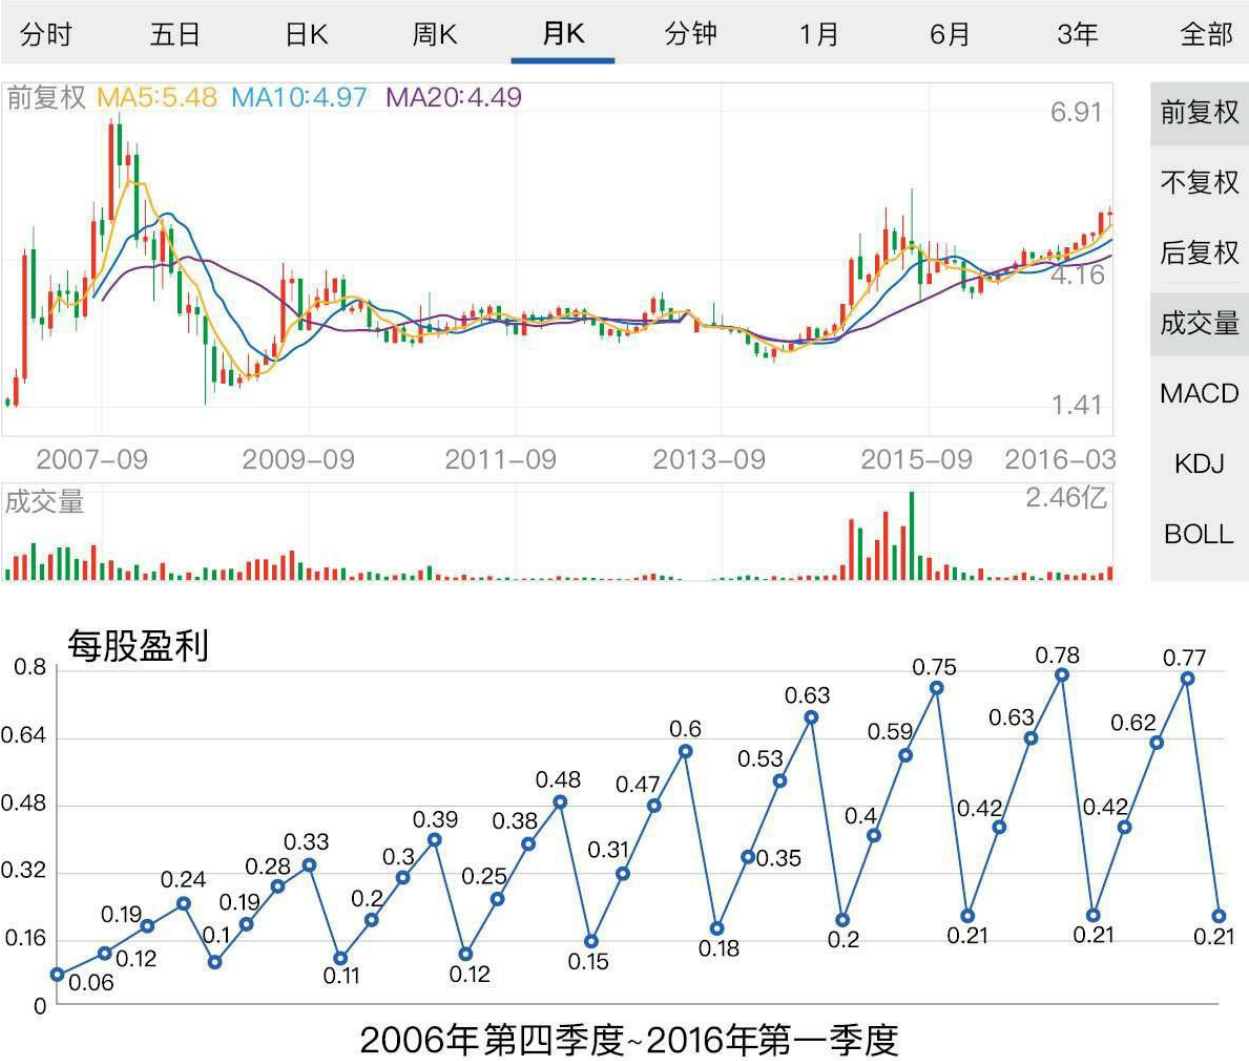 分时 五日 日K 周K 月K 分钟 1月 6月 3年 全部
前复权 MA5:5.48 MA10:4.97 MA20:4.49
6.91
4.16
1.41
2007-09 2009-09 2011-09 2013-09 2015-09 2016-03
成交量 2.46亿
前复权
不复权
后复权
成交量
MACD
KDJ
BOLL
每股盈利
0.8
0.64
0.48
0.32
0.16
0
0.06 0.12 0.19 0.24 0.1 0.19 0.28 0.33 0.11 0.2 0.3 0.39 0.12 0.25 0.38 0.48 0.15 0.31 0.47 0.6 0.18 0.35 0.53 0.63 0.2 0.4 0.59 0.75 0.21 0.42 0.63 0.78 0.21 0.42 0.62 0.77 0.21
2006年第四季度~2016年第一季度